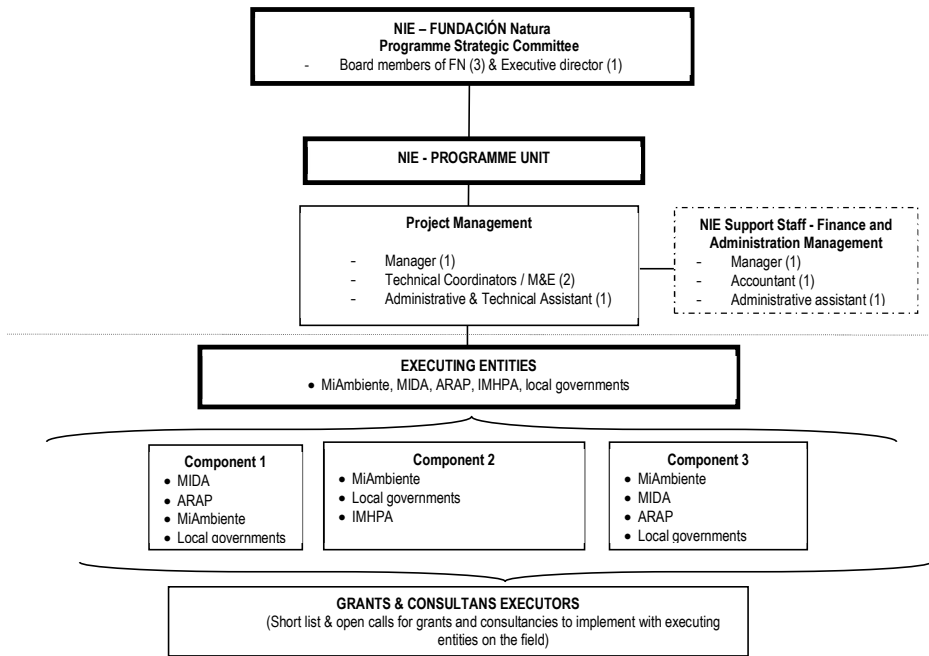 NIE – FUNDACIÓN Natura
Programme Strategic Committee
- Board members of FN (3) & Executive director (1)
NIE - PROGRAMME UNIT
Project Management
- Manager (1)
- Technical Coordinators / M&E (2)
- Administrative & Technical Assistant (1)
NIE Support Staff - Finance and
Administration Management
- Manager (1)
- Accountant (1)
- Administrative assistant (1)
EXECUTING ENTITIES
• MiAmbiente, MIDA, ARAP, IMHPA, local governments
Component 1
• MIDA
• ARAP
• MiAmbiente
• Local governments
Component 2
• MiAmbiente
• Local governments
• IMHPA
Component 3
• MiAmbiente
• MIDA
• ARAP
• Local governments
GRANTS & CONSULTANS EXECUTORS
(Short list & open calls for grants and consultancies to implement with executing
entities on the field)